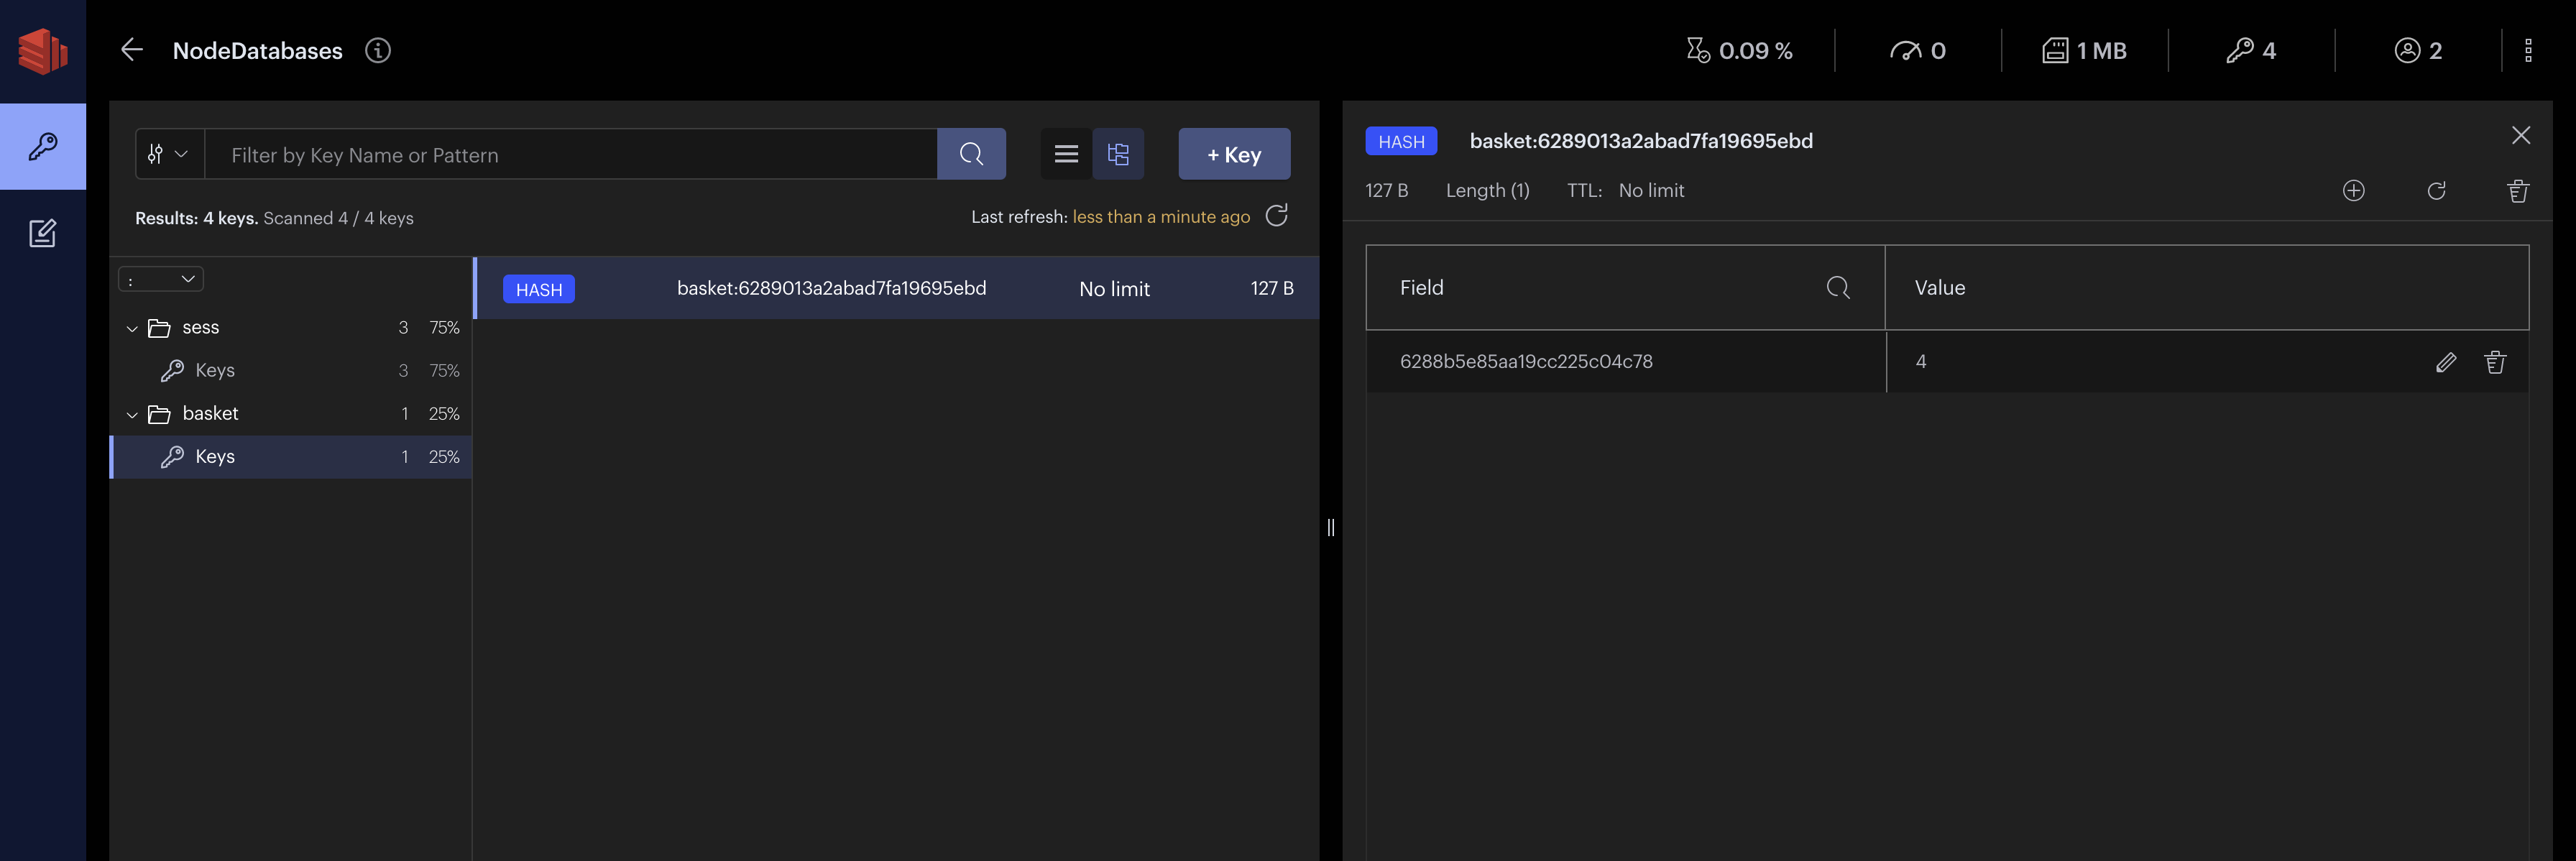 NodeDatabases
0.09 %
0
1 MB
4
2
Filter by Key Name or Pattern
+ Key
Results: 4 keys. Scanned 4 / 4 keys
Last refresh: less than a minute ago
:
sess 3 75%
Keys 3 75%
basket 1 25%
Keys 1 25%
HASH basket:6289013a2abad7fa19695ebd No limit 127 B
HASH basket:6289013a2abad7fa19695ebd
127 B Length (1) TTL: No limit
Field Value
6288b5e85aa19cc225c04c78 4